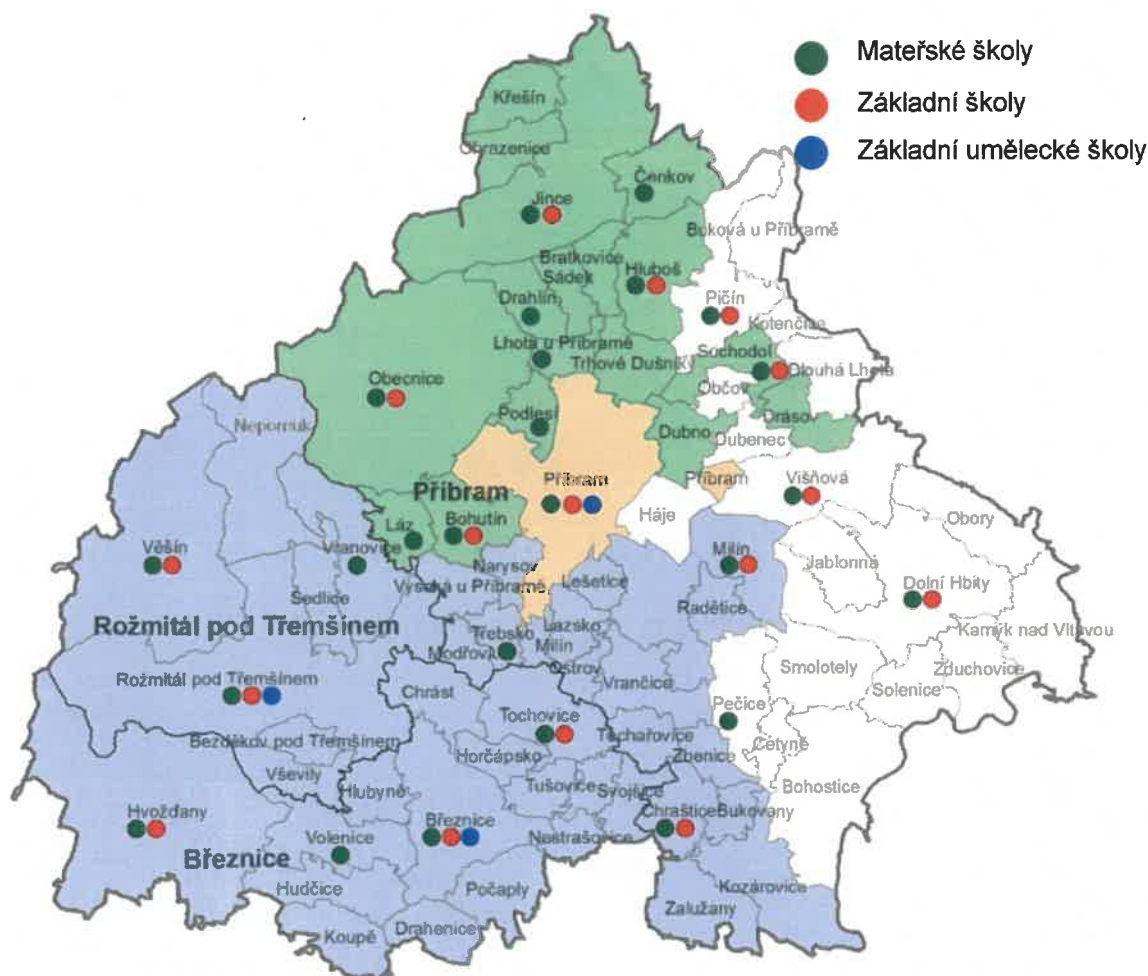 Mateřské školy
Základní školy
Základní umělecké školy
Křešín
Obrazenice
Jince
Čenkov
Buková u Příbramě
Bratkovice
Sádek
Hluboš
Pičín
Kotenčice
Drahlín
Lhota u Příbramě
Trhové Dušníky
Suchodol
Dlouhá Lhota
Obecnice
Občov
Nepomuk
Podlesí
Dubno
Drásov
Dubenec
Příbram
Příbram
Příbram
Višňová
Háje
Obory
Láz
Bohutín
Věšín
Vranovice
Narysov
Milín
Jablonná
Vysoká u Příbramě
Lešetice
Dolní Hbity
Sedlice
Radětice
Rožmitál pod Třemšínem
Třebsko
Lazsko
Milín
Kamýk nad Vltavou
Modřov
Ostrov
Smolotely
Zduchovice
Rožmitál pod Třemšínem
Chrást
Vrančice
Solenice
Pečice
Tochovice
Bezděkov pod Třemšínem
Horčápsko
Těchařovice
Zbenice
Cetyně
Vševily
Hlubyně
Tušovice
Svojšice
Bohostice
Hvožďany
Březnice
Chraštice
Bukovany
Volenice
Nestrašovice
Březnice
Hudčice
Počaply
Kozárovice
Zalužany
Drahenice
Koupě